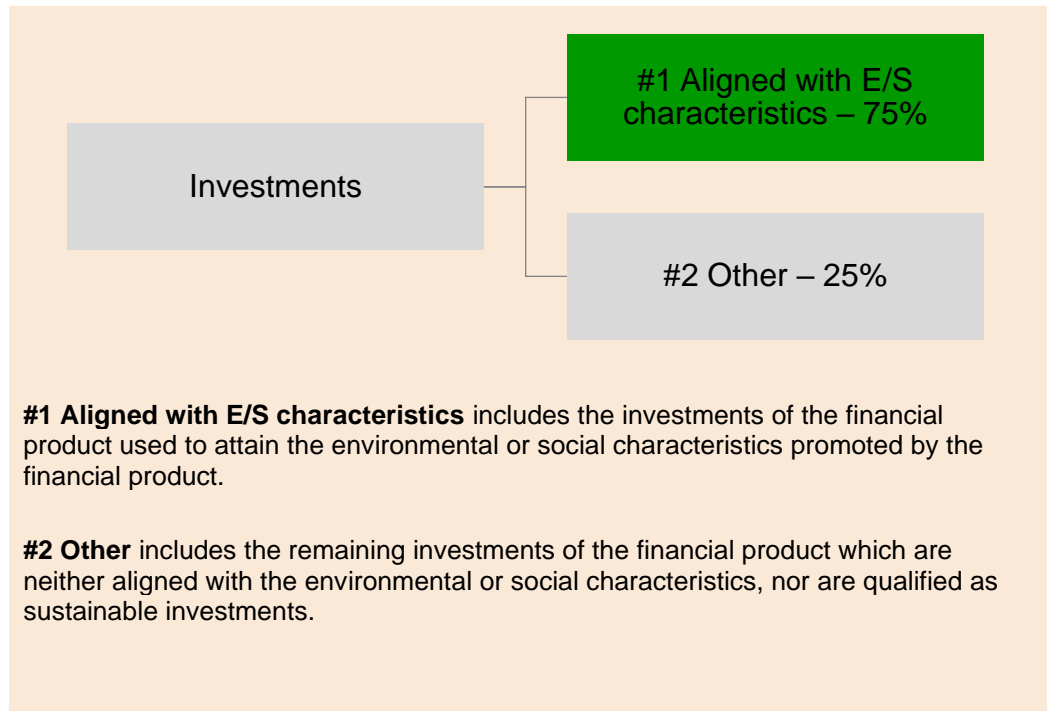 #1 Aligned with E/S
characteristics – 75%
Investments
#2 Other – 25%
#1 Aligned with E/S characteristics includes the investments of the financial
product used to attain the environmental or social characteristics promoted by the
financial product.
#2 Other includes the remaining investments of the financial product which are
neither aligned with the environmental or social characteristics, nor are qualified as
sustainable investments.